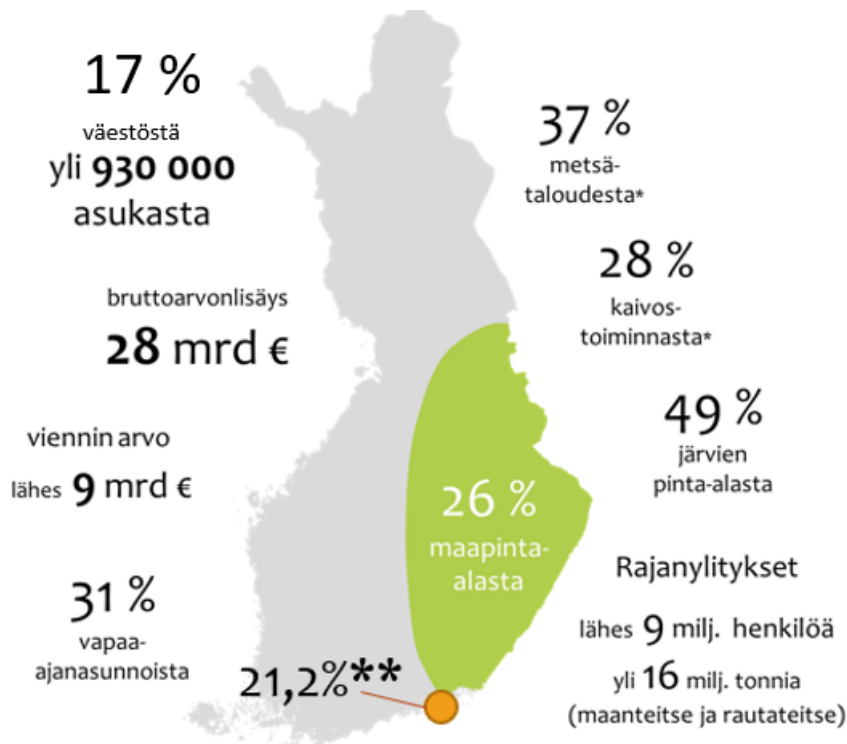 17 %
väestöstä
yli 930 000
asukasta
bruttoarvonlisäys
28 mrd €
viennin arvo
lähes 9 mrd €
31 %
vapaa-
ajanasunnoista
21,2%**
26 %
maapinta-
alasta
37 %
metsä-
taloudesta*
28 %
kaivos-
toiminnasta*
49 %
järvien
pinta-alasta
Rajanylitykset
lähes 9 milj. henkilöä
yli 16 milj. tonnia
(maanteitse ja rautateitse)